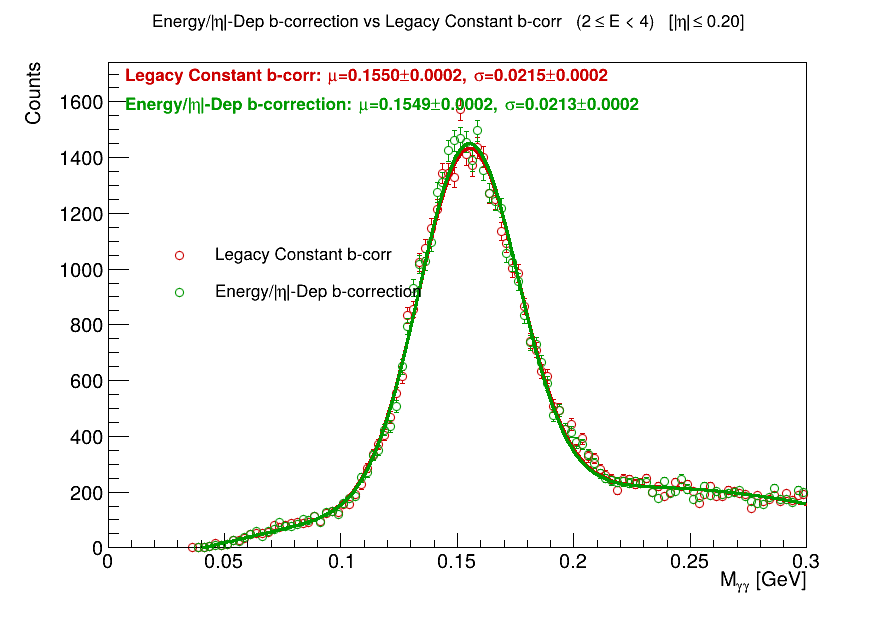 Energy/|η|-Dep b-correction vs Legacy Constant b-corr (2 ≤ E < 4) [|η| ≤ 0.20]
Counts
Legacy Constant b-corr: μ=0.1550±0.0002, σ=0.0215±0.0002
Energy/|η|-Dep b-correction: μ=0.1549±0.0002, σ=0.0213±0.0002
1600
1400
1200
1000
800
600
400
200
0
Legacy Constant b-corr
Energy/|η|-Dep b-correction
0 0.05 0.1 0.15 0.2 0.25 0.3
Mγγ [GeV]